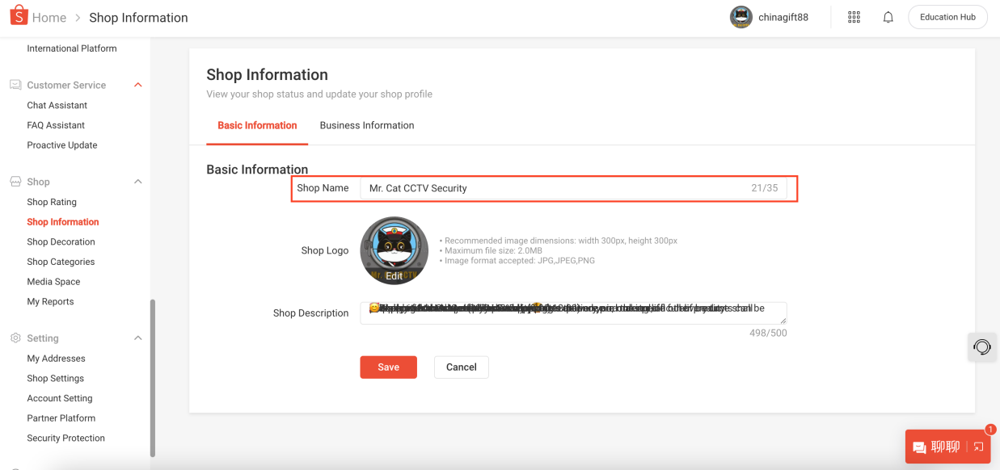 Home > Shop Information
chinagift88
Education Hub
International Platform
Customer Service
Chat Assistant
FAQ Assistant
Proactive Update
Shop
Shop Rating
Shop Information
Shop Decoration
Shop Categories
Media Space
My Reports
Setting
My Addresses
Shop Settings
Account Setting
Partner Platform
Security Protection
Shop Information
View your shop status and update your shop profile
Basic Information
Business Information
Basic Information
Shop Name
Mr. Cat CCTV Security
21/35
Shop Logo
Edit
• Recommended image dimensions: width 300px, height 300px
• Maximum file size: 2.0MB
• Image format accepted: JPG,JPEG,PNG
Shop Description
498/500
Save
Cancel
聊聊
1